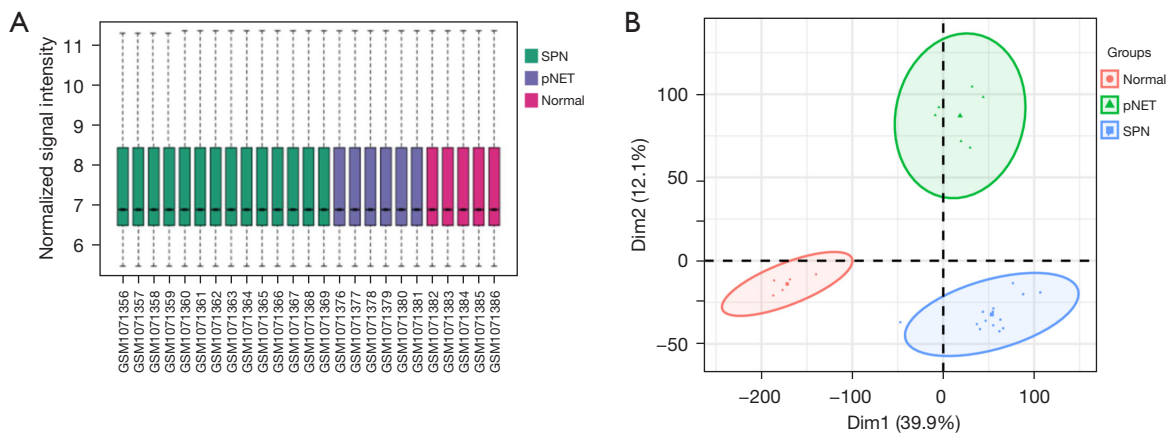 A
Normalized signal intensity
11
10
9
8
7
6
GSM1071356
GSM1071357
GSM1071358
GSM1071359
GSM1071360
GSM1071361
GSM1071362
GSM1071363
GSM1071364
GSM1071365
GSM1071366
GSM1071367
GSM1071368
GSM1071369
GSM1071376
GSM1071377
GSM1071378
GSM1071379
GSM1071380
GSM1071381
GSM1071382
GSM1071383
GSM1071384
GSM1071385
GSM1071386
SPN
pNET
Normal
B
Dim2 (12.1%)
100
50
0
−50
−200
−100
0
100
Dim1 (39.9%)
Groups
Normal
pNET
SPN